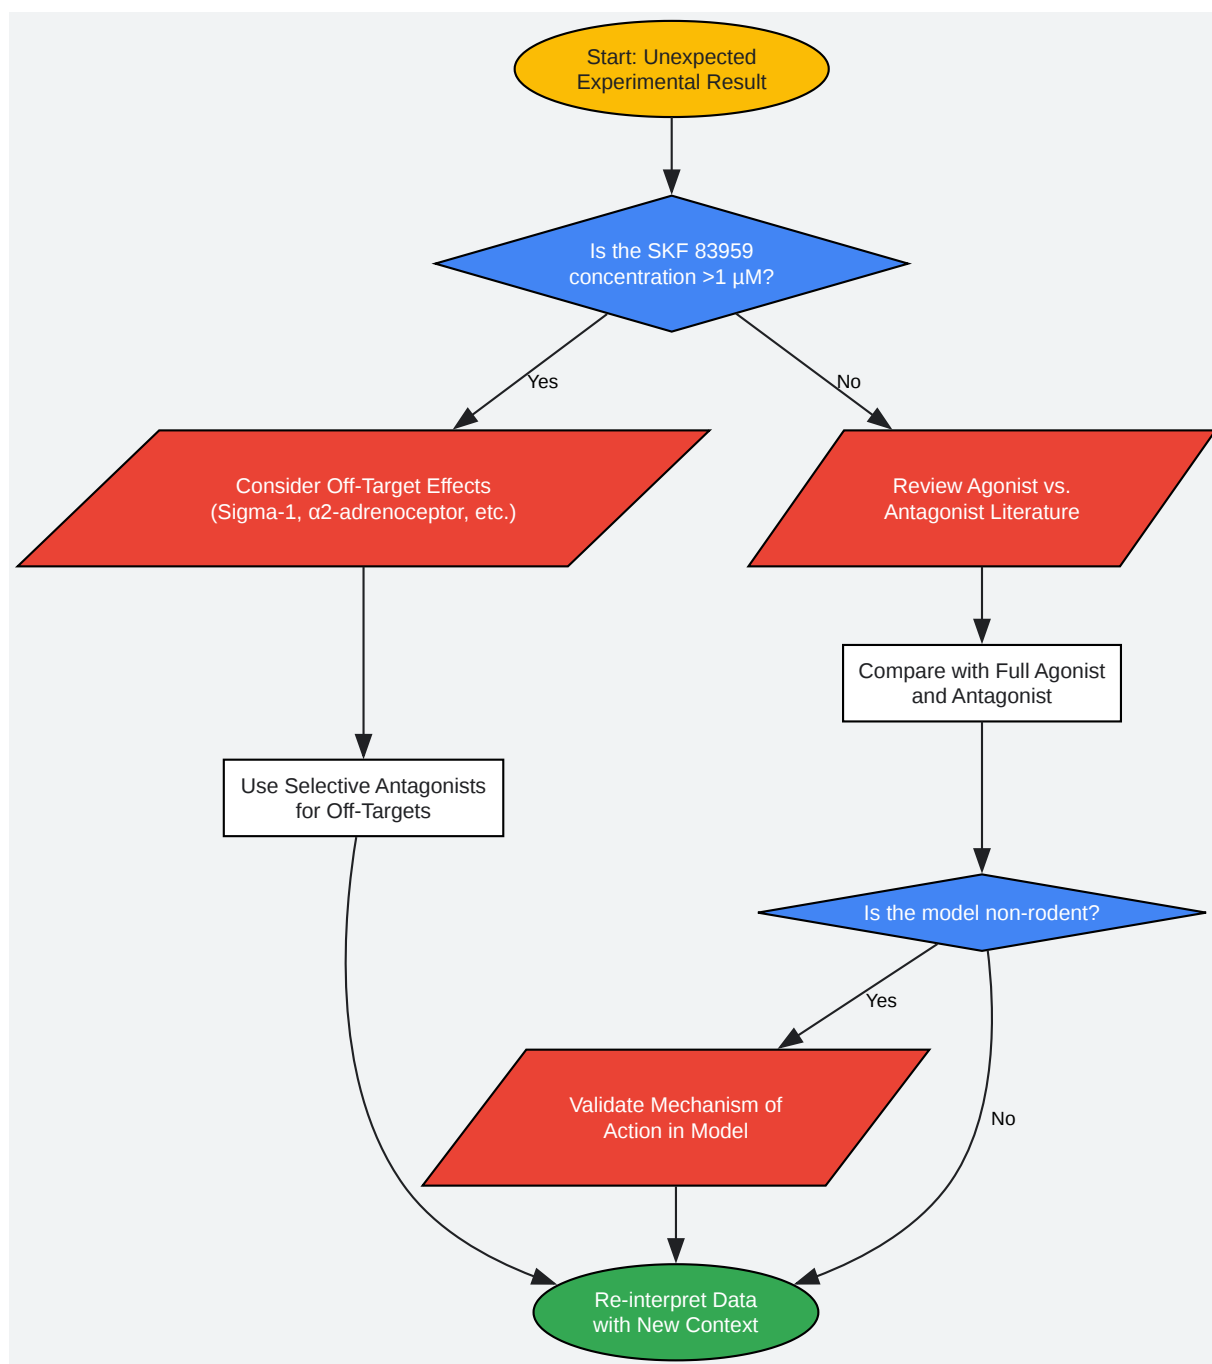 Start: Unexpected
Experimental Result
Is the SKF 83959
concentration >1 µM?
Yes
No
Consider Off-Target Effects
(Sigma-1, α2-adrenoceptor, etc.)
Review Agonist vs.
Antagonist Literature
Compare with Full Agonist
and Antagonist
Use Selective Antagonists
for Off-Targets
Is the model non-rodent?
Yes
Validate Mechanism of
Action in Model
No
Re-interpret Data
with New Context